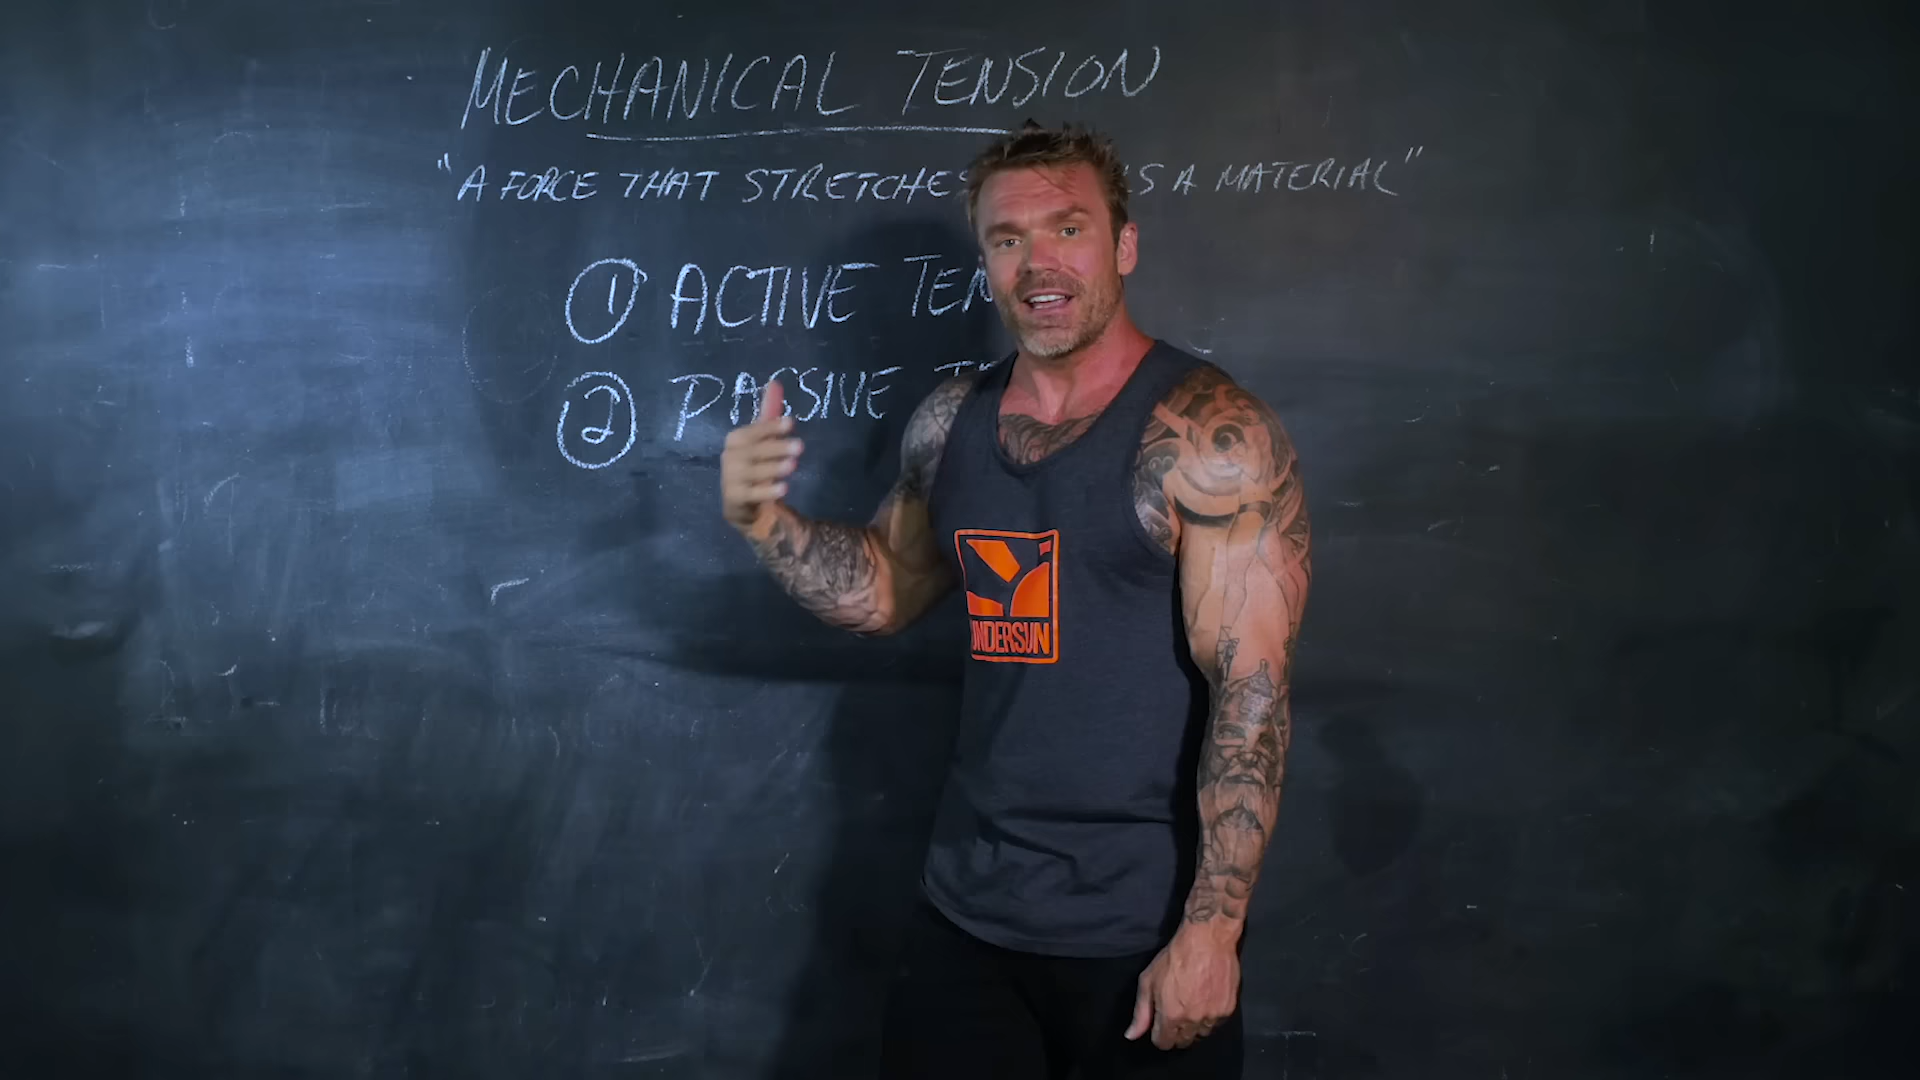 MECHANICAL TENSION
"A FORCE THAT STRETCHES A MATERIAL"
1 ACTIVE
2 PASSIVE
UNDERSUN